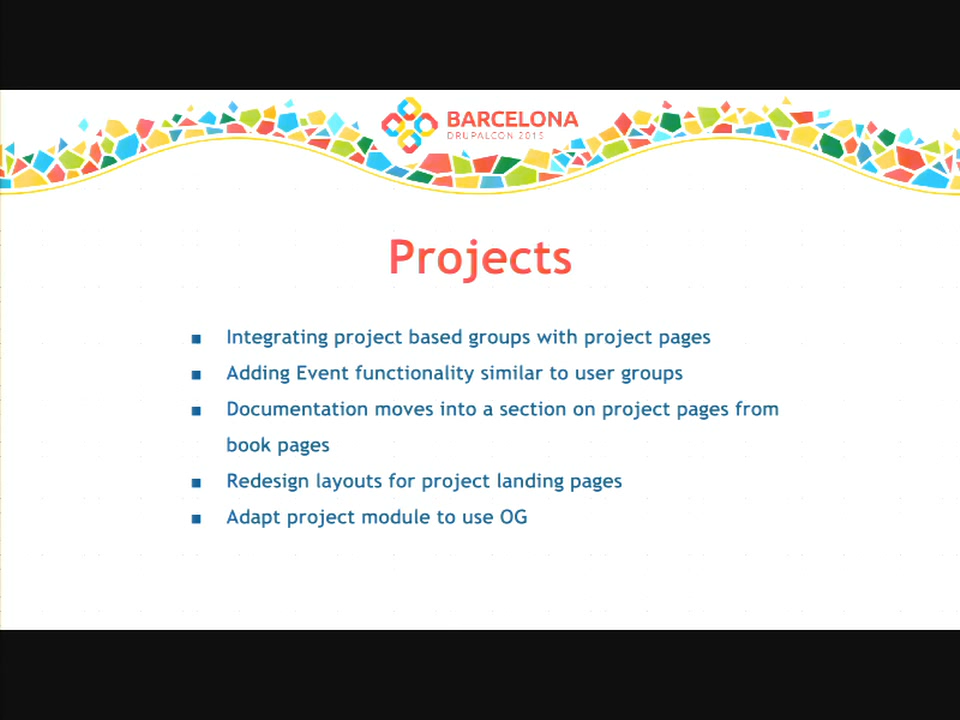 BARCELONA
DRUPALCON 2015
Projects
Integrating project based groups with project pages
Adding Event functionality similar to user groups
Documentation moves into a section on project pages from
book pages
Redesign layouts for project landing pages
Adapt project module to use OG